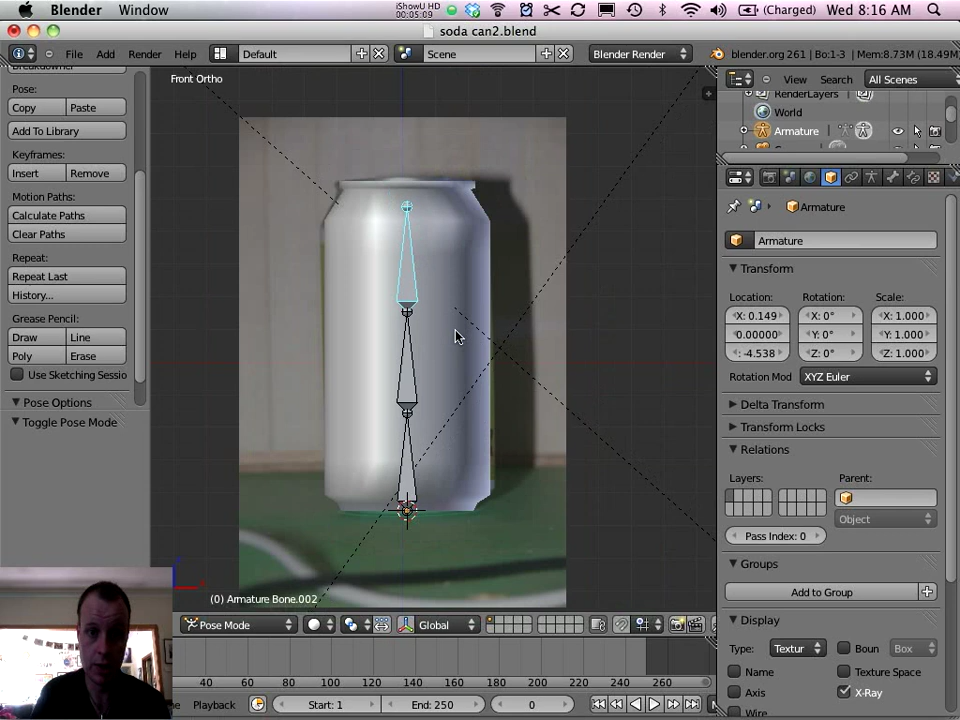 Blender Window
iShowU HD
00:05:09
(Charged) Wed 8:16 AM
soda can2.blend
File Add Render Help
Default
Scene
Blender Render
blender.org 261 | Bo:1-3 | Mem:8.73M (18.49M
Front Ortho
View Search All Scenes
RenderLayers
World
Armature
Pose:
Copy Paste
Add To Library
Keyframes:
Insert Remove
Motion Paths:
Calculate Paths
Clear Paths
Repeat:
Repeat Last
History...
Grease Pencil:
Draw Line
Poly Erase
Use Sketching Sessio
Pose Options
Toggle Pose Mode
Armature
Armature
Transform
Location: Rotation: Scale:
X: 0.149 X: 0° X: 1.000
0.00000 Y: 0° Y: 1.000
: -4.538 Z: 0° Z: 1.000
Rotation Mod XYZ Euler
Delta Transform
Transform Locks
Relations
Layers: Parent:
Object
Pass Index: 0
Groups
Add to Group
Display
Type: Textur Boun Box
Name Texture Space
Axis X-Ray
Wire
(0) Armature Bone.002
Pose Mode
Global
40 60 80 100 120 140 160 180 200 220 240 260
Playback
Start: 1
End: 250
0